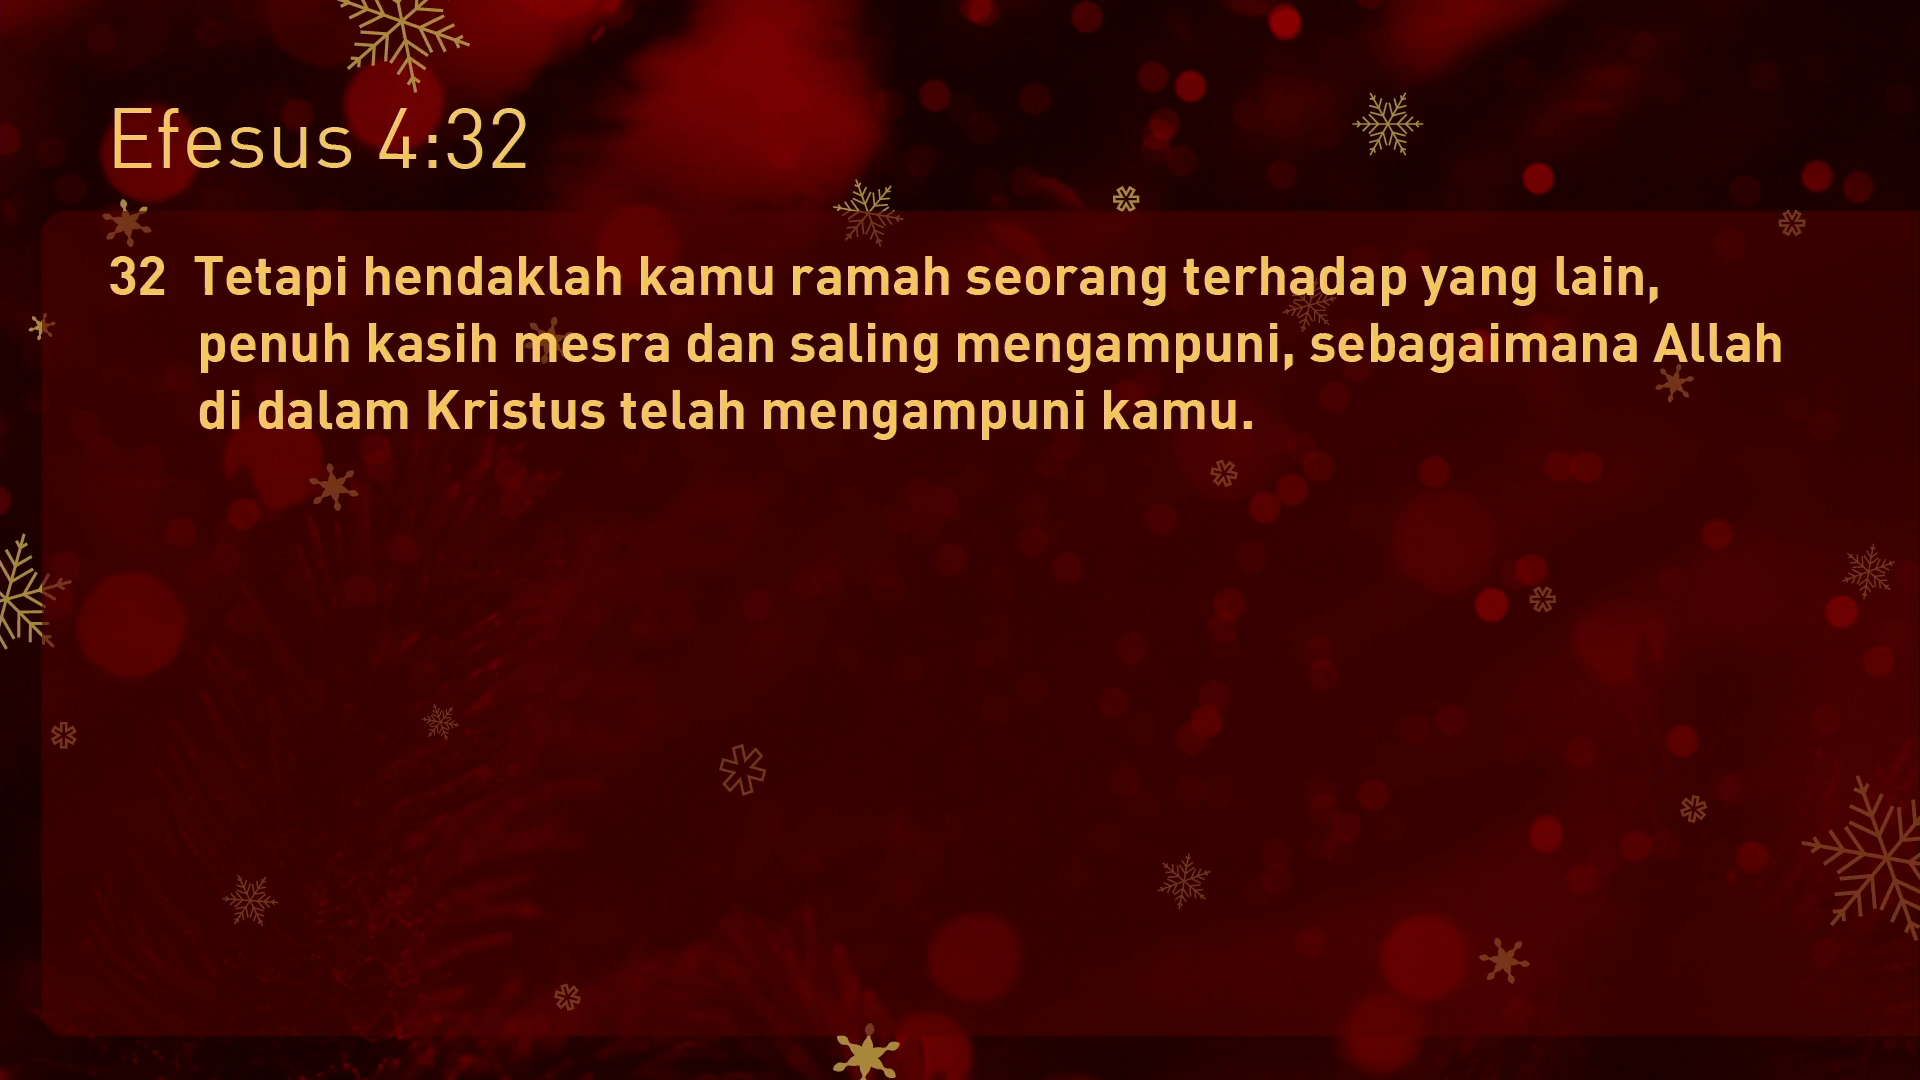 Efesus 4:32
32 Tetapi hendaklah kamu ramah seorang terhadap yang lain,
penuh kasih mesra dan saling mengampuni, sebagaimana Allah
di dalam Kristus telah mengampuni kamu.